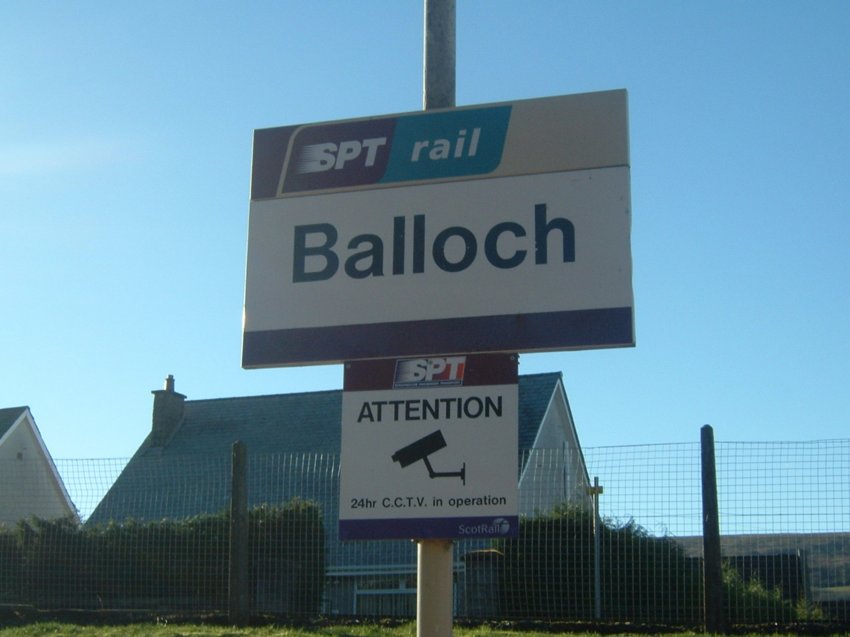 SPT rail
Balloch
SPT
ATTENTION
24hr C.C.T.V. in operation
ScotRail